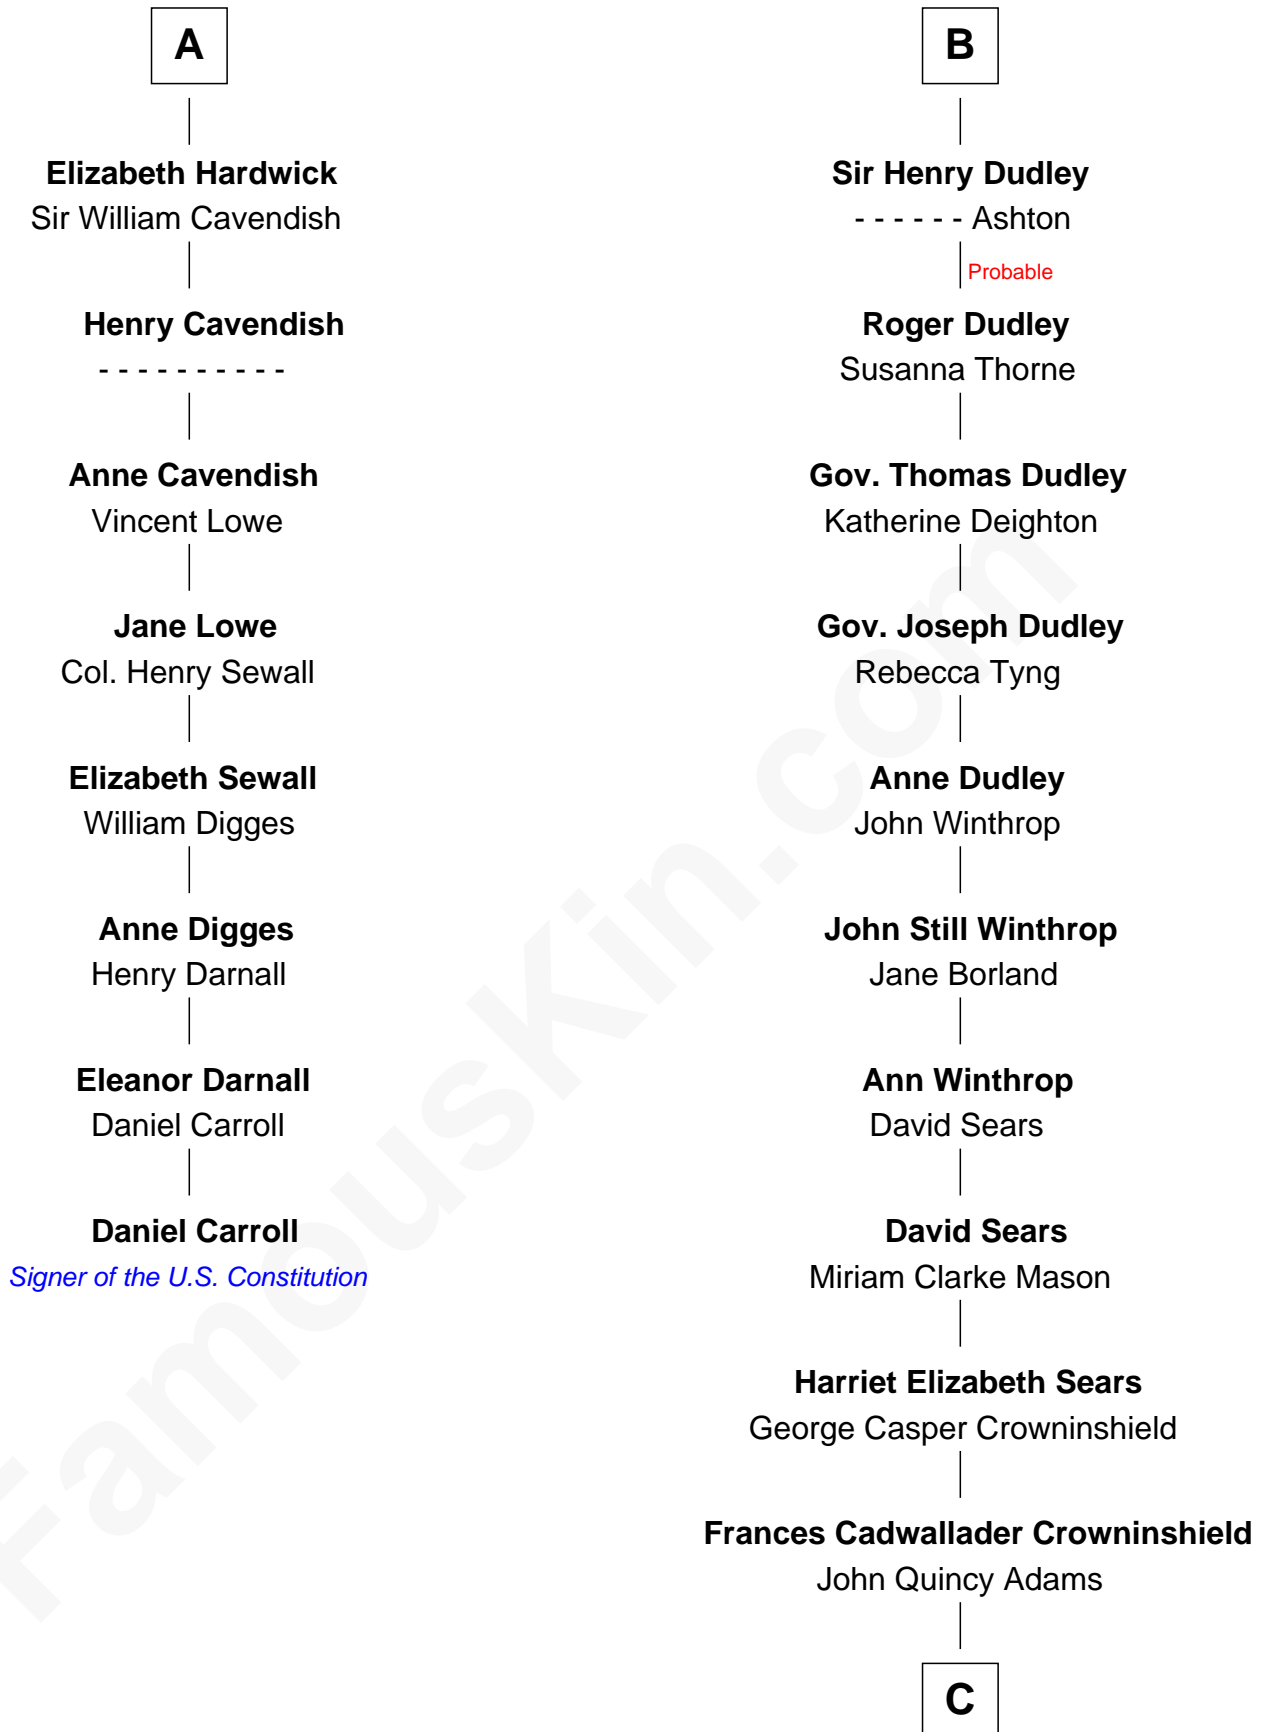 A
Elizabeth Hardwick
Sir William Cavendish
Henry Cavendish
- - - - - - - - - -
Anne Cavendish
Vincent Lowe
Jane Lowe
Col. Henry Sewall
Elizabeth Sewall
William Digges
Anne Digges
Henry Darnall
Eleanor Darnall
Daniel Carroll
Daniel Carroll
Signer of the U.S. Constitution
B
Sir Henry Dudley
- - - - - - Ashton
Probable
Roger Dudley
Susanna Thorne
Gov. Thomas Dudley
Katherine Deighton
Gov. Joseph Dudley
Rebecca Tyng
Anne Dudley
John Winthrop
John Still Winthrop
Jane Borland
Ann Winthrop
David Sears
David Sears
Miriam Clarke Mason
Harriet Elizabeth Sears
George Casper Crowninshield
Frances Cadwallader Crowninshield
John Quincy Adams
C
FamousKin.com